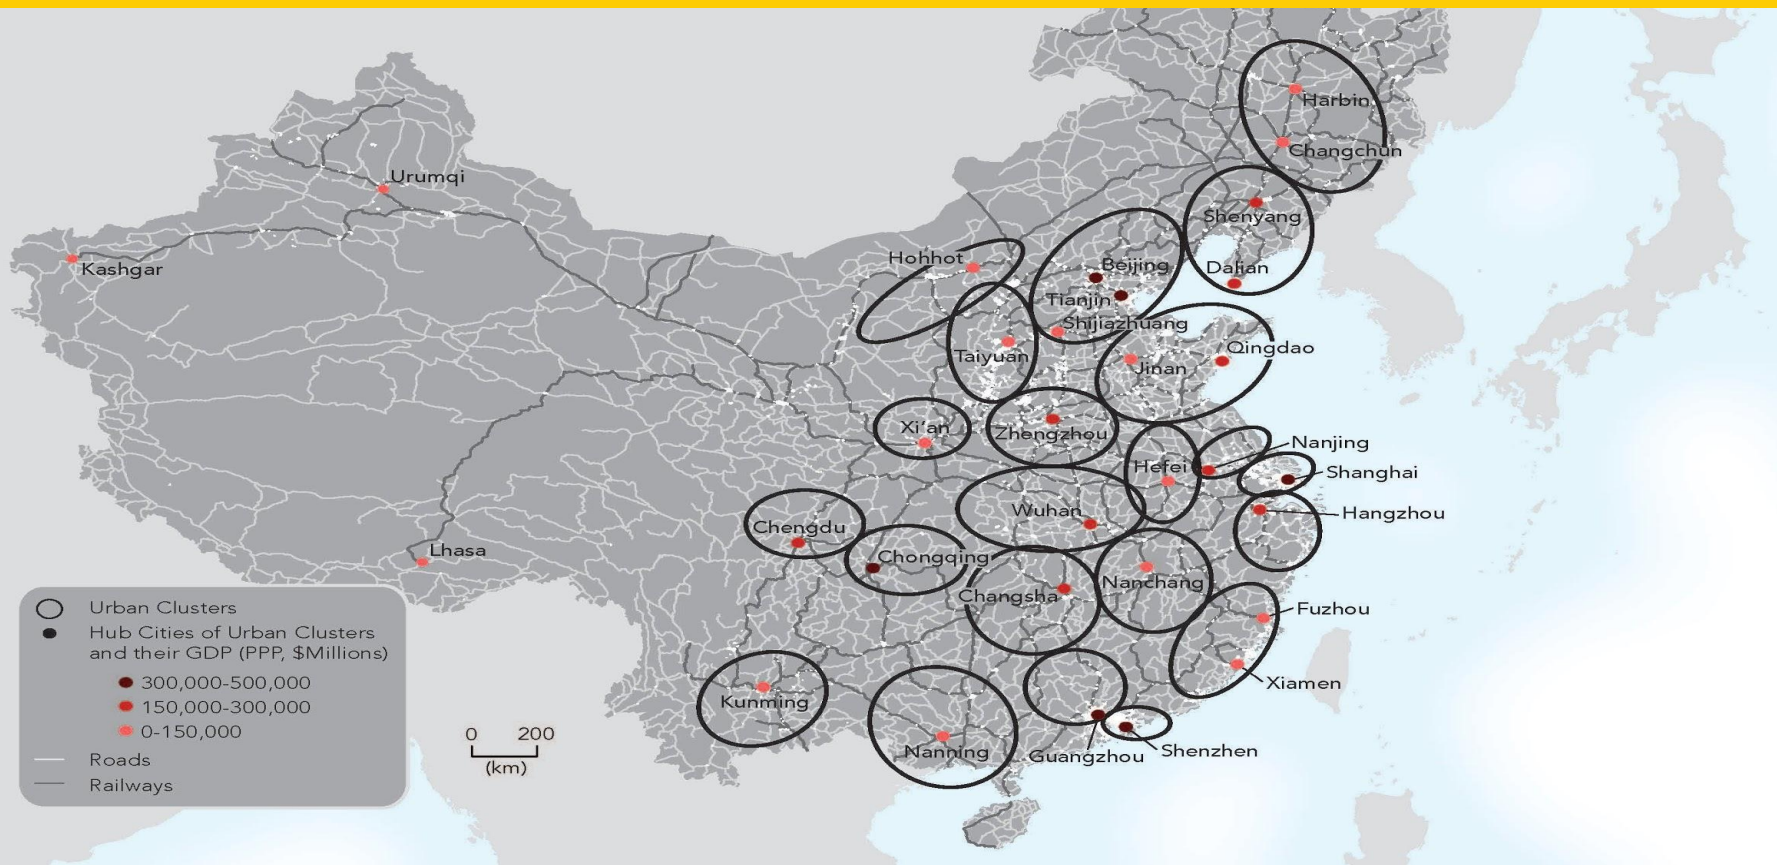 Harbin
Changchun
Urumqi
Shenyang
Hohhot
Beijing
Kashgar
Dalian
Tianjin
Shijiazhuang
Qingdao
Taiyuan
Jinan
Xi'an
Zhengzhou
Nanjing
Hefei
Shanghai
Wuhan
Hangzhou
Chengdu
Lhasa
Chongqing
Nanchang
Changsha
Fuzhou
Xiamen
Kunming
Nanning
Guangzhou
Shenzhen
Urban Clusters
Hub Cities of Urban Clusters
and their GDP (PPP, $Millions)
300,000-500,000
150,000-300,000
0-150,000
Roads
Railways
0 200
(km)